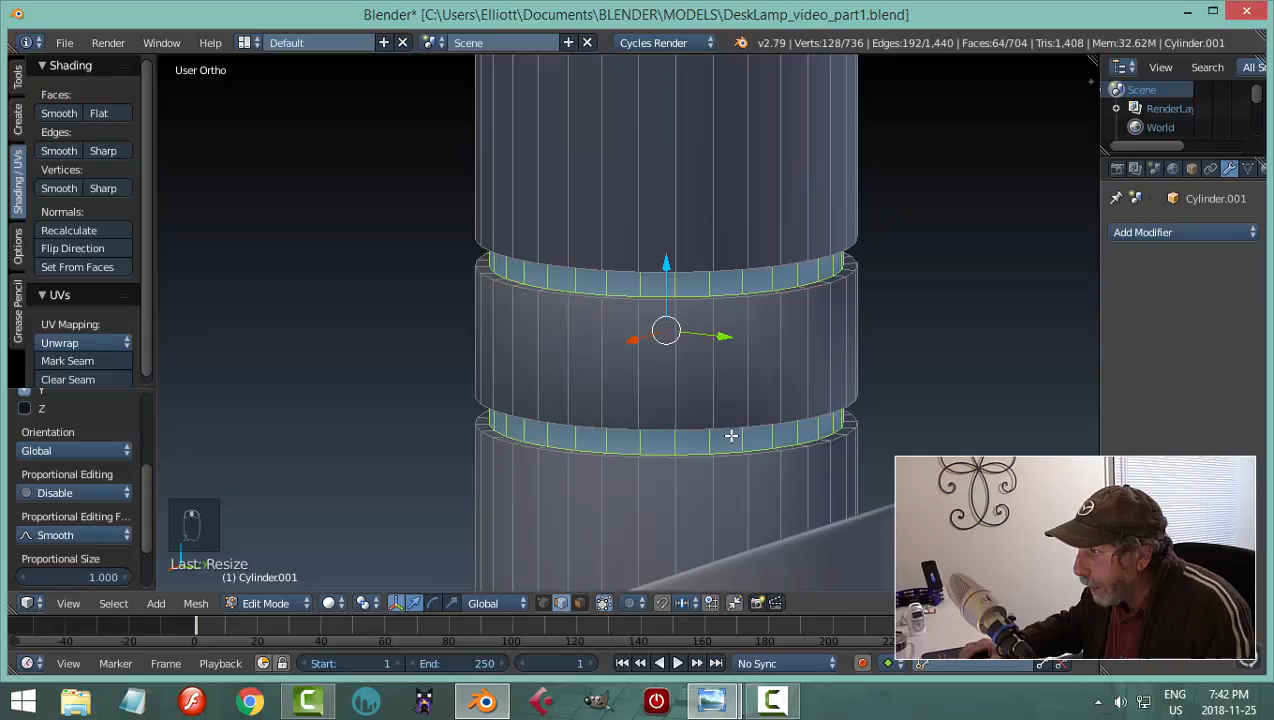 Blender* [C:\Users\Elliott\Documents\BLENDER\MODELS\DeskLamp_video_part1.blend]
File Render Window Help Default Scene Cycles Render v2.79 | Verts:128/736 | Edges:192/1,440 | Faces:64/704 | Tris:1,408 | Mem:32.62M | Cylinder.001
Tools
Create
Shading / UVs
Options
Grease Pencil
Shading
Faces:
Smooth Flat
Edges:
Smooth Sharp
Vertices:
Smooth Sharp
Normals:
Recalculate
Flip Direction
Set From Faces
UVs
UV Mapping:
Unwrap
Mark Seam
Clear Seam
Y
Z
Orientation
Global
Proportional Editing
Disable
Proportional Editing F...
Smooth
Proportional Size
1.000
User Ortho
Last: Resize
(1) Cylinder.001
View Search All S
Scene
RenderLay
World
Cylinder.001
Add Modifier
View Select Add Mesh Edit Mode Global
-40 -20 0 20 40 60 80 100 120 140 160 180 200 220
View Marker Frame Playback Start: 1 End: 250 1 No Sync
ENG 7:42 PM
US 2018-11-25